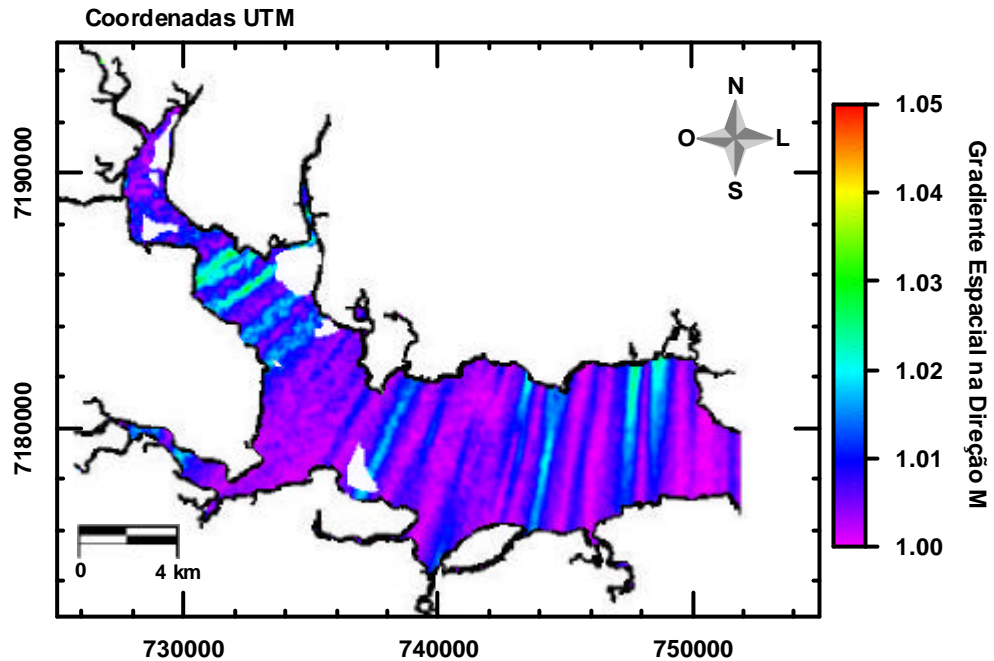 Coordenadas UTM
N
O
L
S
7190000
7180000
0
4 km
730000
740000
750000
1.05
1.04
1.03
1.02
1.01
1.00
Gradiente Espacial na Direção M